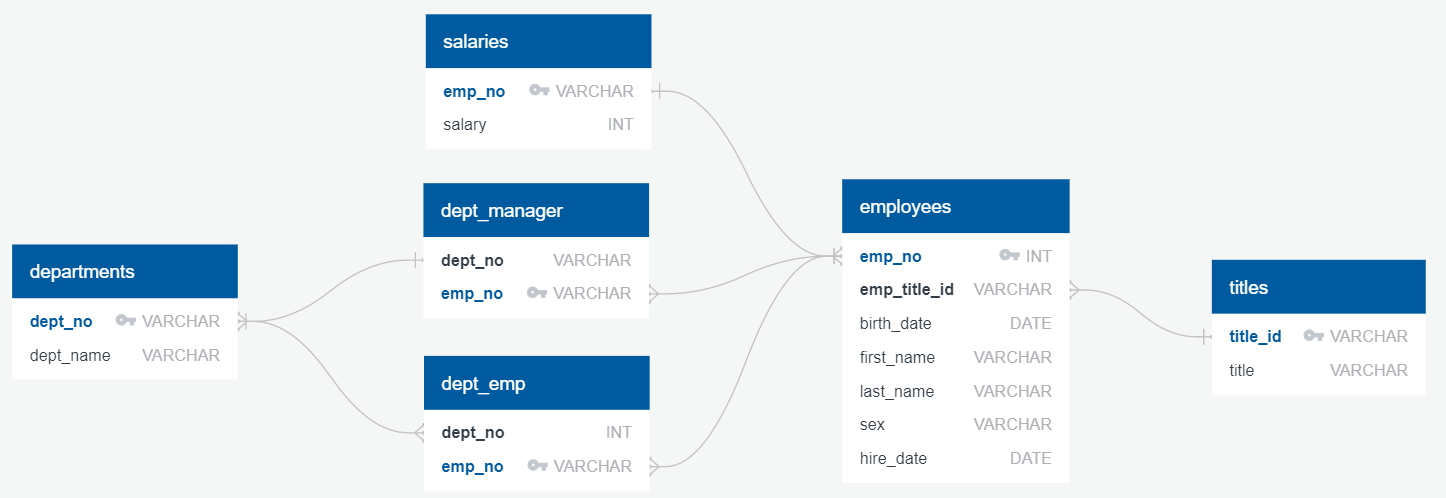 salaries
emp_no VARCHAR
salary INT
dept_manager
dept_no VARCHAR
emp_no VARCHAR
departments
dept_no VARCHAR
dept_name VARCHAR
dept_emp
dept_no INT
emp_no VARCHAR
employees
emp_no INT
emp_title_id VARCHAR
birth_date DATE
first_name VARCHAR
last_name VARCHAR
sex VARCHAR
hire_date DATE
titles
title_id VARCHAR
title VARCHAR